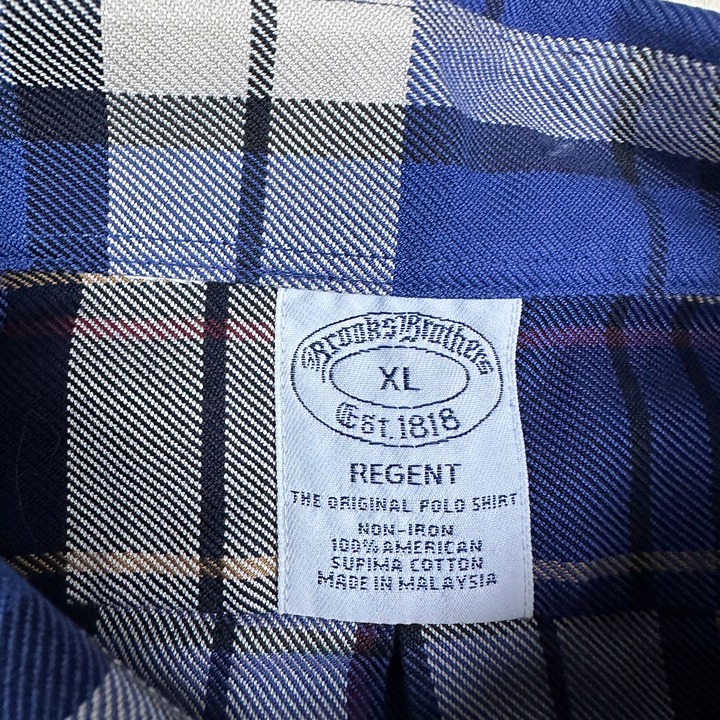 Brooks Brothers
XL
Est. 1818
REGENT
THE ORIGINAL POLO SHIRT
NON-IRON
100% AMERICAN
SUPIMA COTTON
MADE IN MALAYSIA